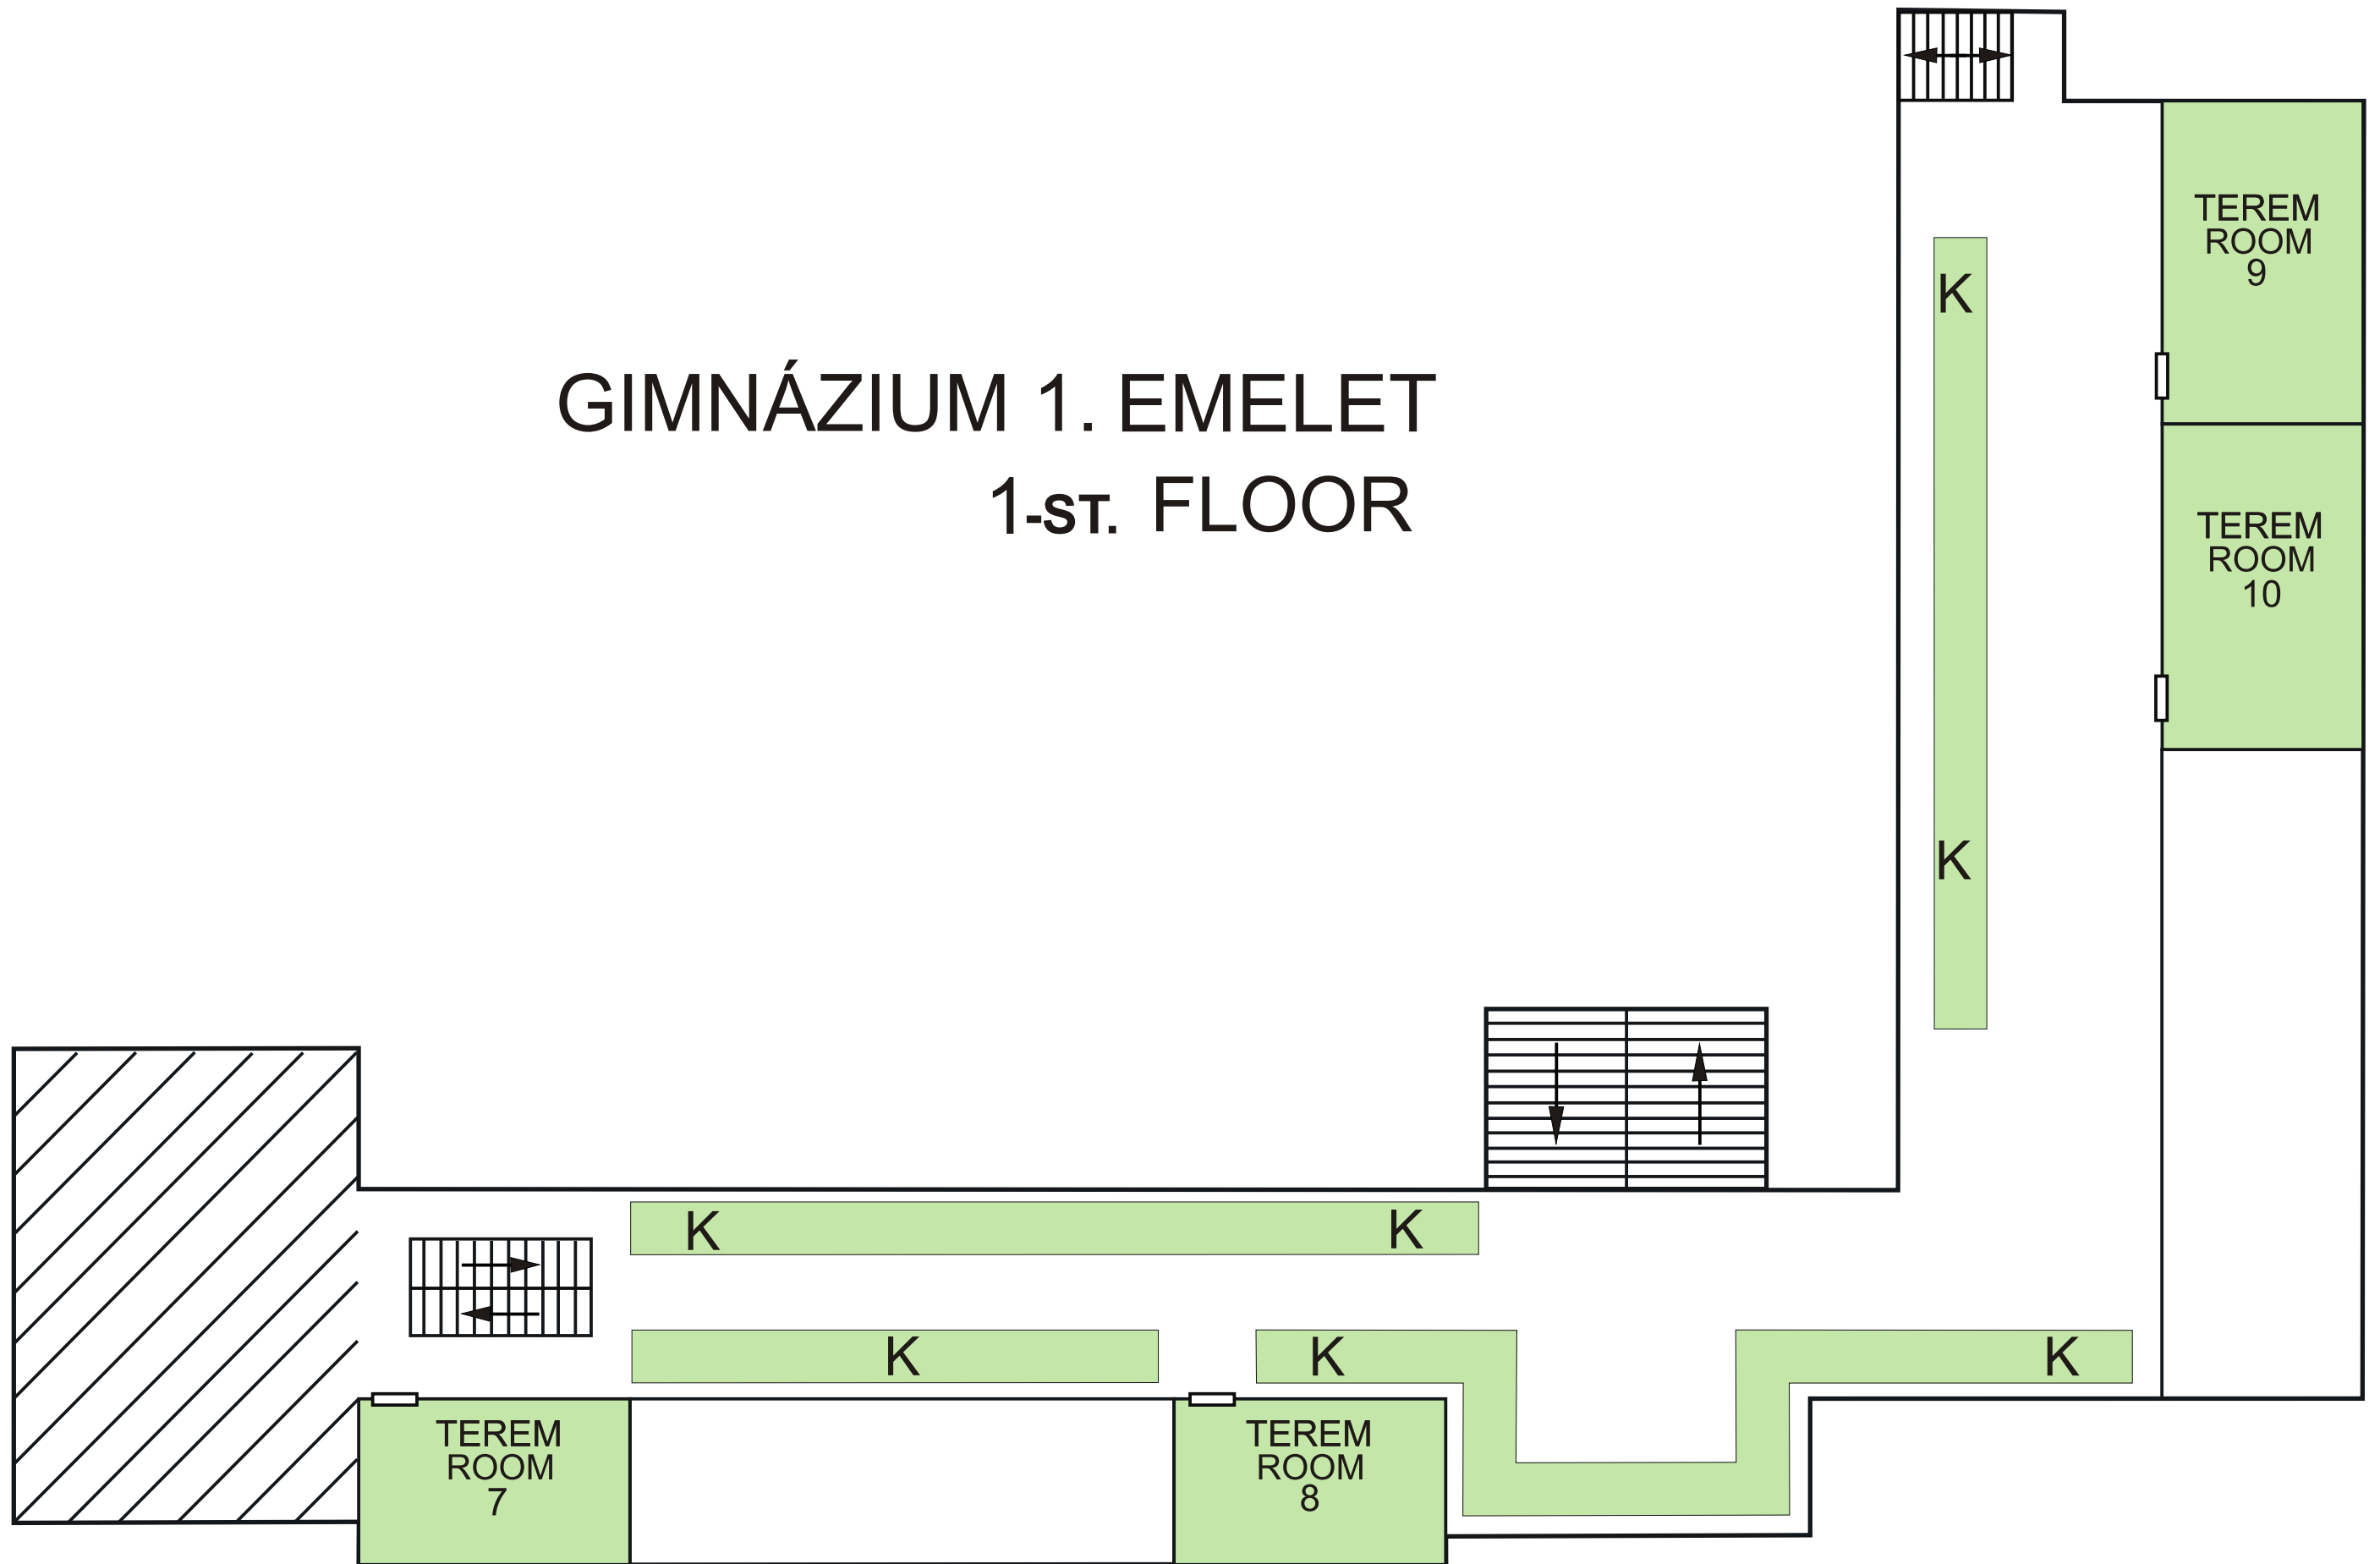 GIMNÁZIUM 1. EMELET
1-ST. FLOOR
TEREM
ROOM
9
K
TEREM
ROOM
10
K
K
K
K
K
K
TEREM
ROOM
7
TEREM
ROOM
8